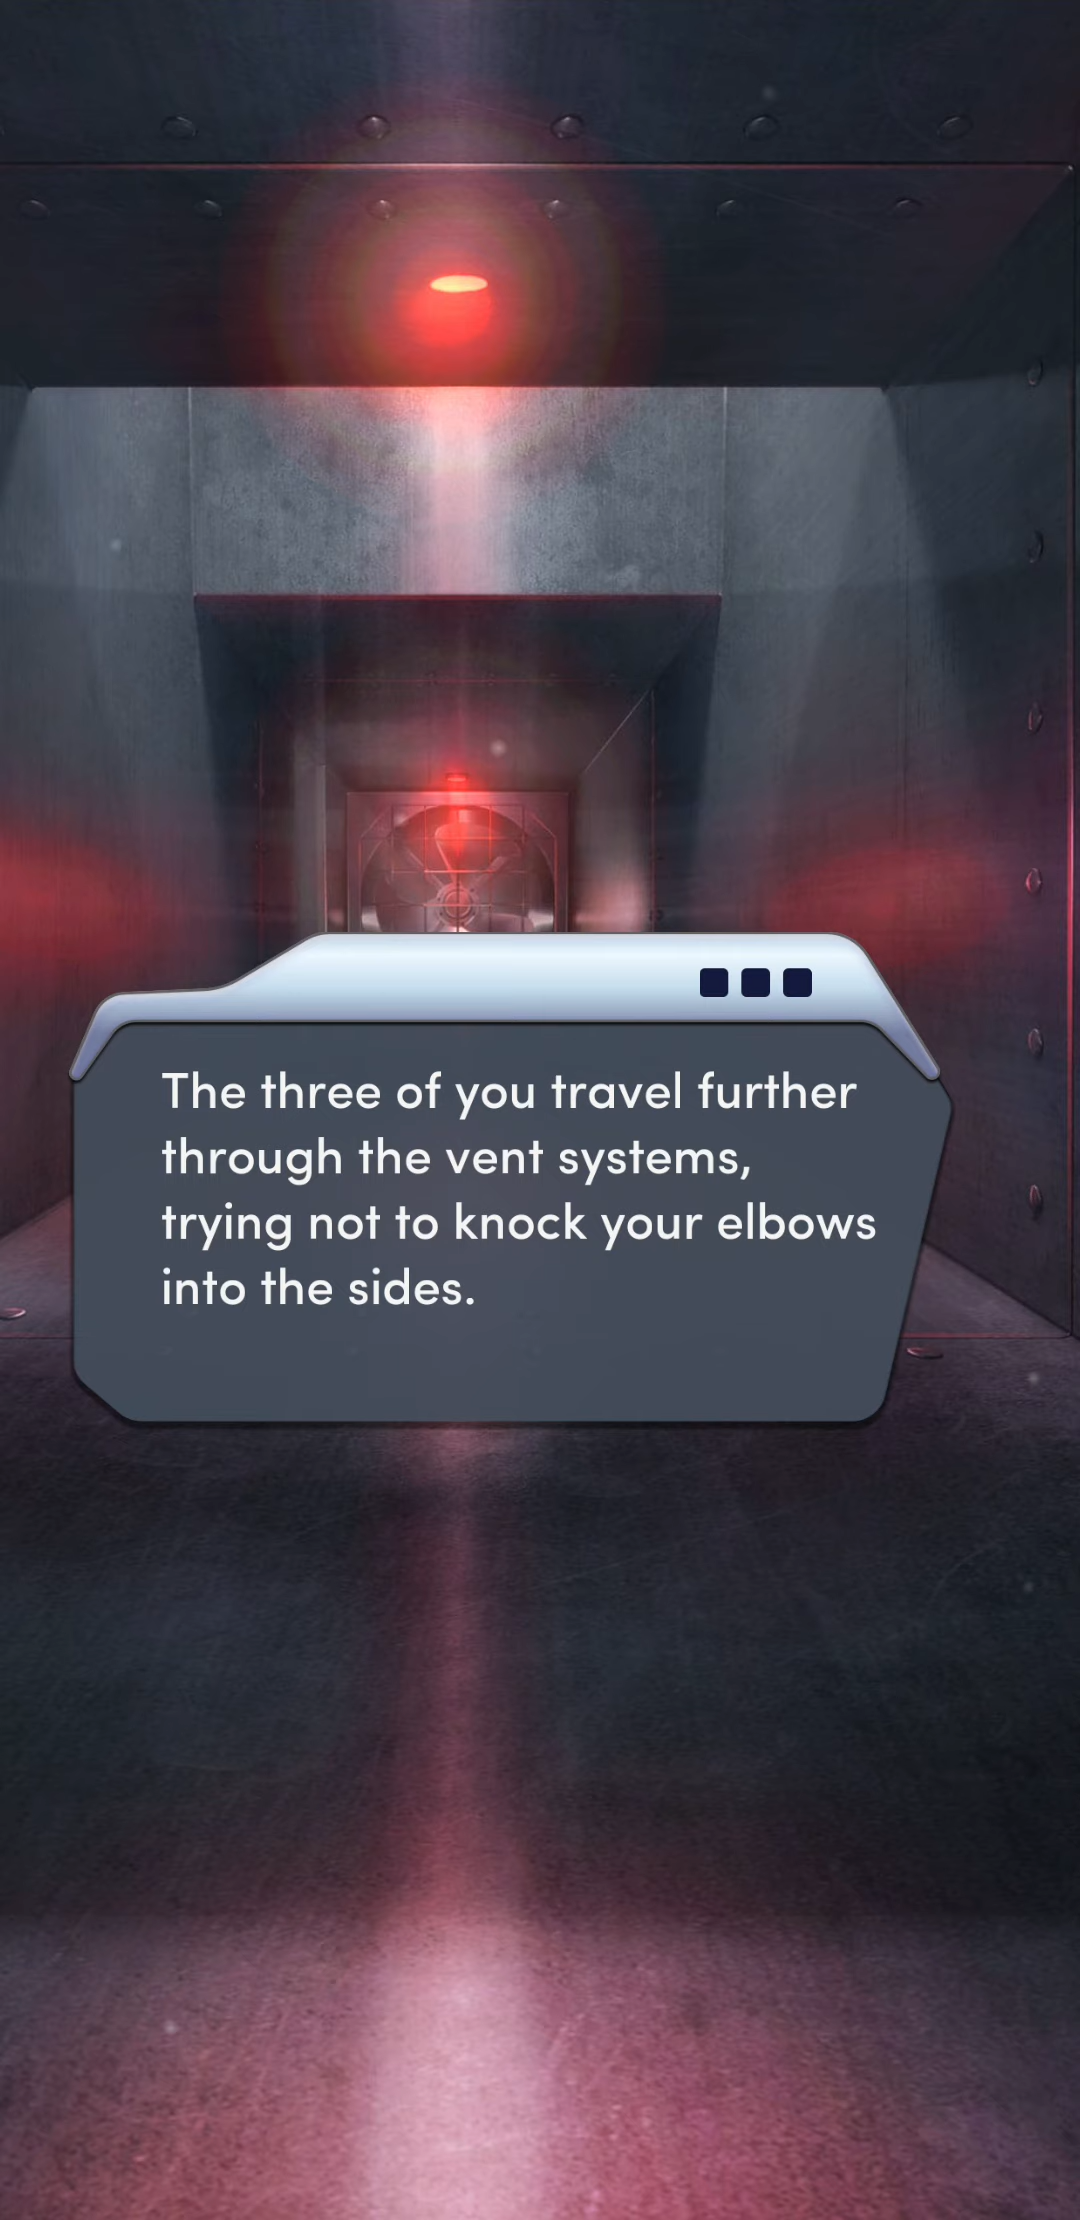 The three of you travel further
through the vent systems,
trying not to knock your elbows
into the sides.